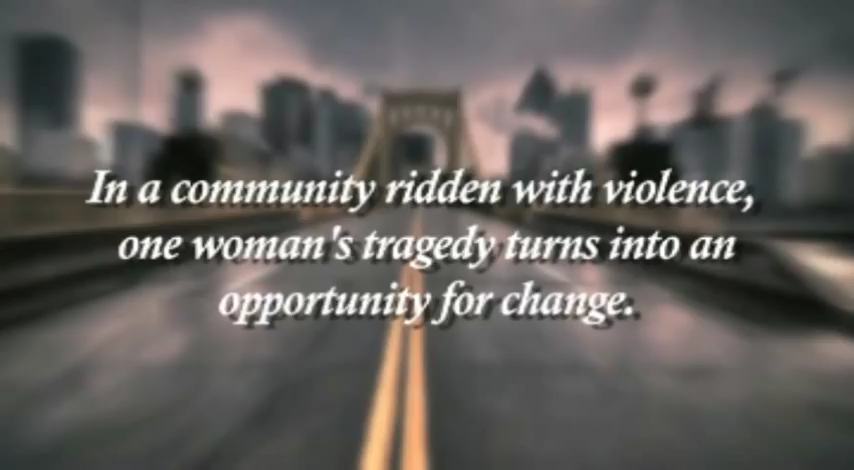 In a community ridden with violence,
one woman's tragedy turns into an
opportunity for change.